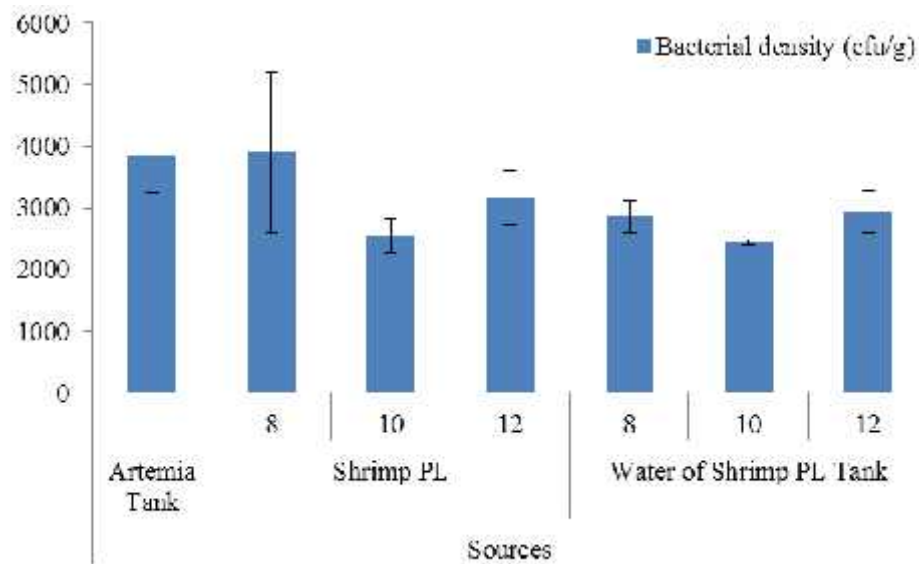 6000
5000
4000
3000
2000
1000
0
Bacterial density (cfu/g)
8 10 12 8 10 12
Artemia Tank
Shrimp PL
Water of Shrimp PL Tank
Sources